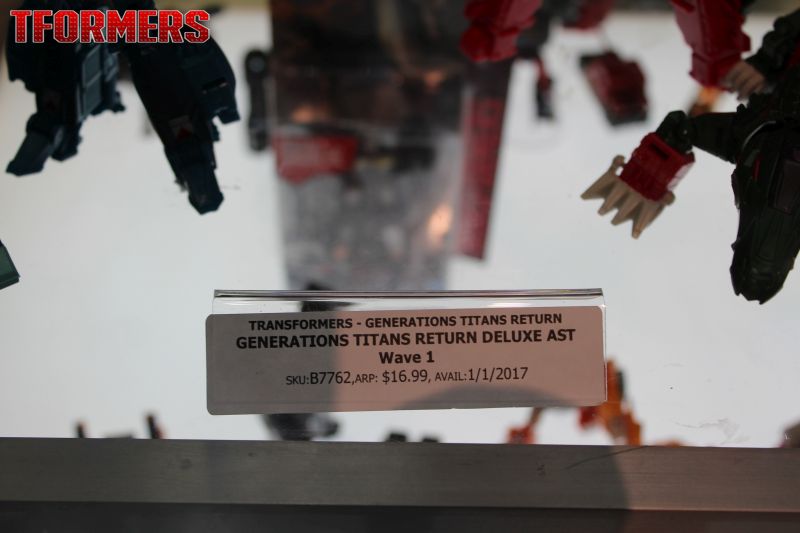 TFORMERS
TRANSFORMERS - GENERATIONS TITANS RETURN
GENERATIONS TITANS RETURN DELUXE AST
Wave 1
SKU:B7762,ARP: $16.99, AVAIL:1/1/2017